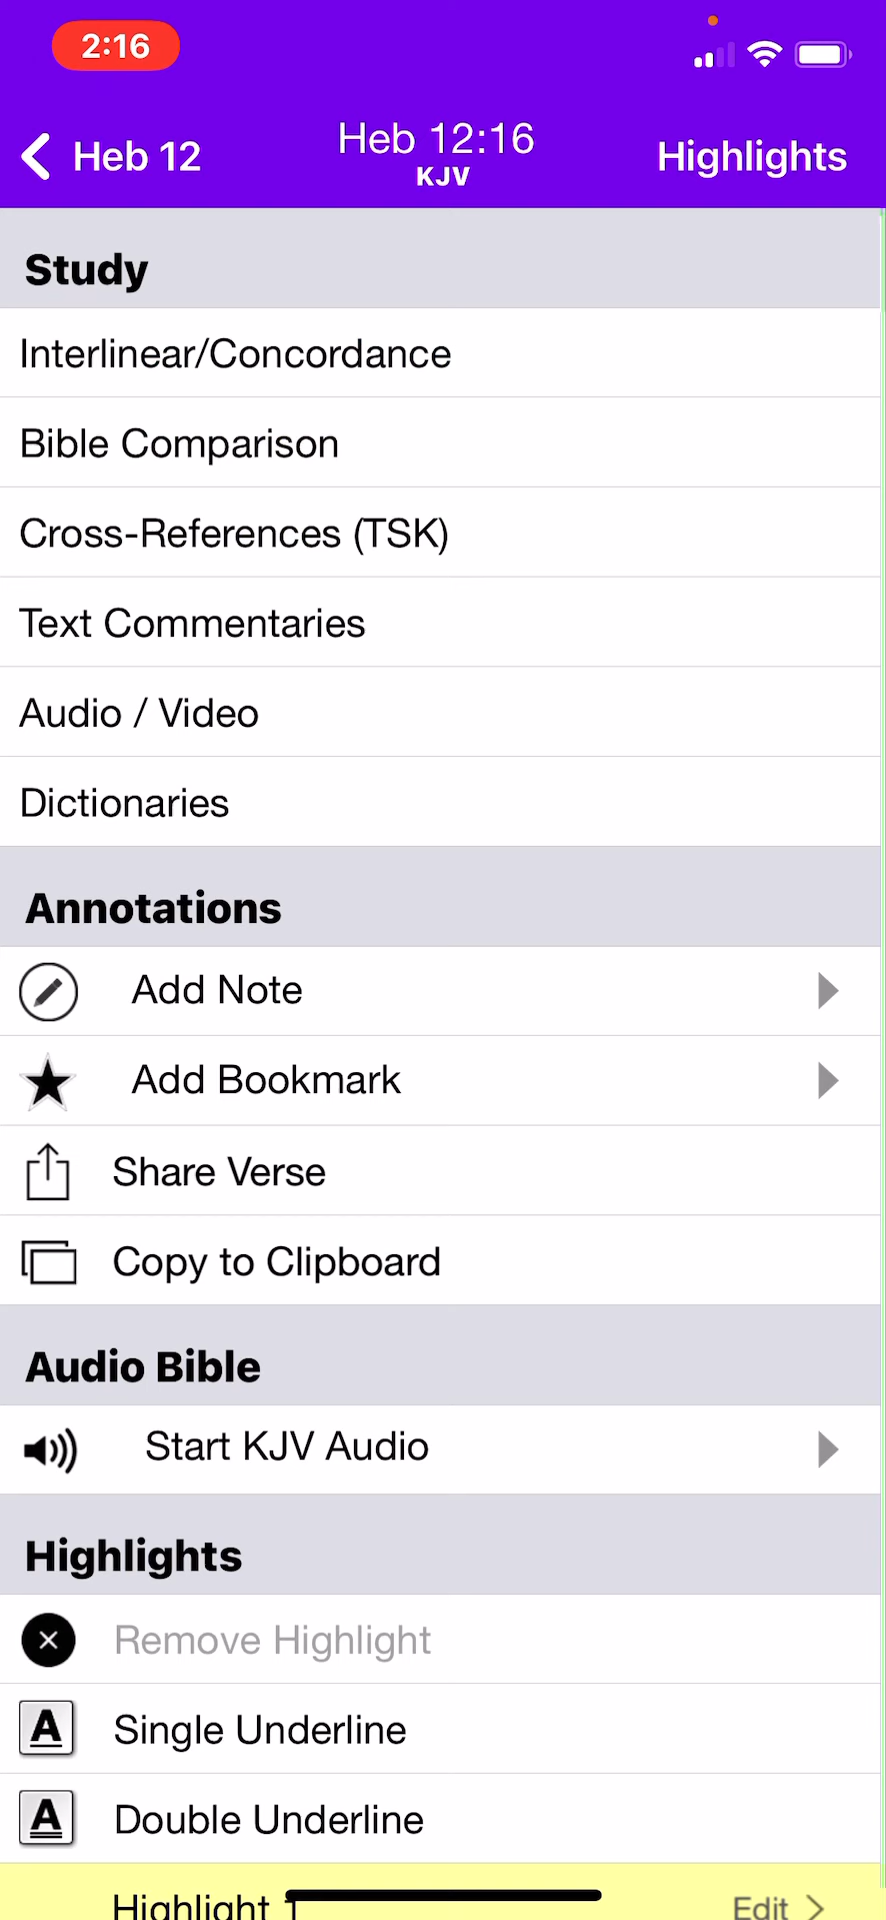 2:16
Heb 12
Heb 12:16
KJV
Highlights
Study
Interlinear/Concordance
Bible Comparison
Cross-References (TSK)
Text Commentaries
Audio / Video
Dictionaries
Annotations
Add Note
Add Bookmark
Share Verse
Copy to Clipboard
Audio Bible
Start KJV Audio
Highlights
Remove Highlight
A Single Underline
A Double Underline
Highlight 1
Edit